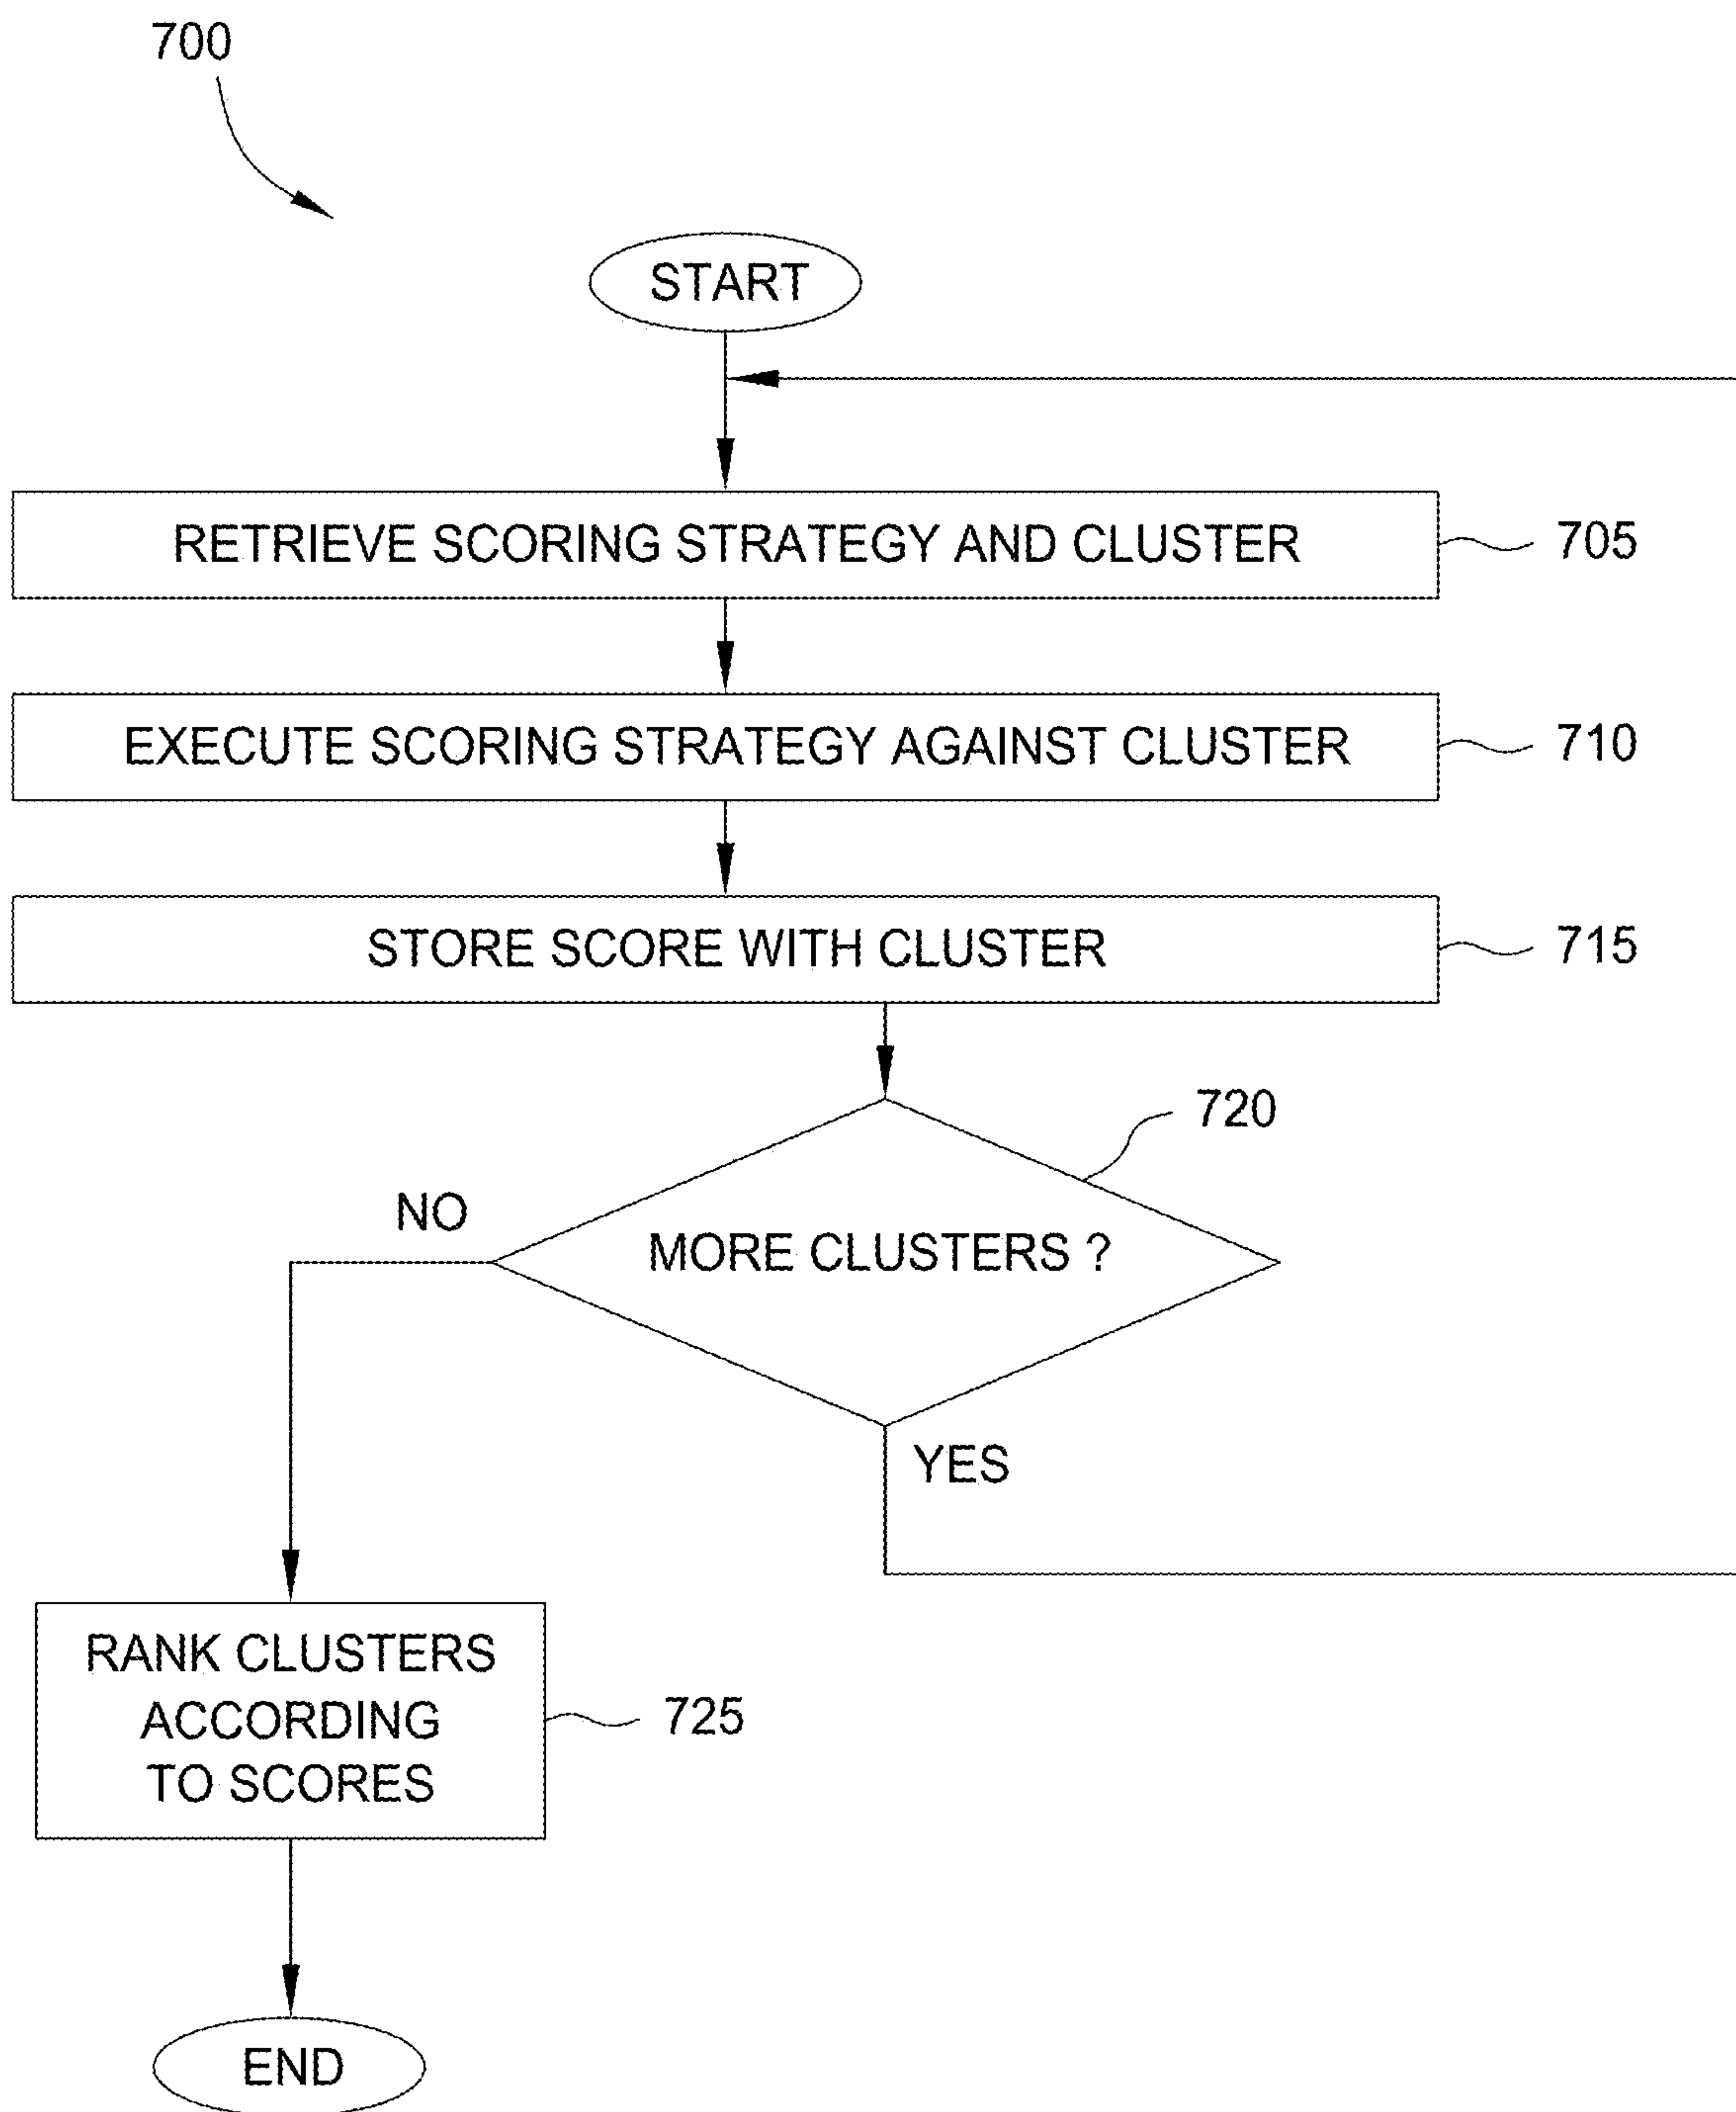 700
START
RETRIEVE SCORING STRATEGY AND CLUSTER
705
EXECUTE SCORING STRATEGY AGAINST CLUSTER
710
STORE SCORE WITH CLUSTER
715
720
NO
MORE CLUSTERS ?
YES
RANK CLUSTERS
ACCORDING
TO SCORES
725
END